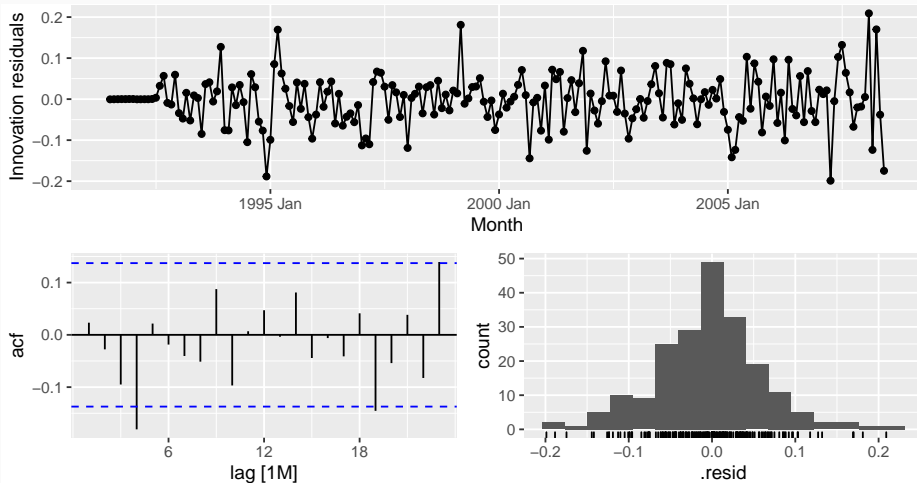 Innovation residuals
0.2
0.1
0.0
−0.1
−0.2
1995 Jan
2000 Jan
2005 Jan
Month
acf
0.1
0.0
−0.1
6
12
18
lag [1M]
count
50
40
30
20
10
0
−0.2
−0.1
0.0
0.1
0.2
.resid